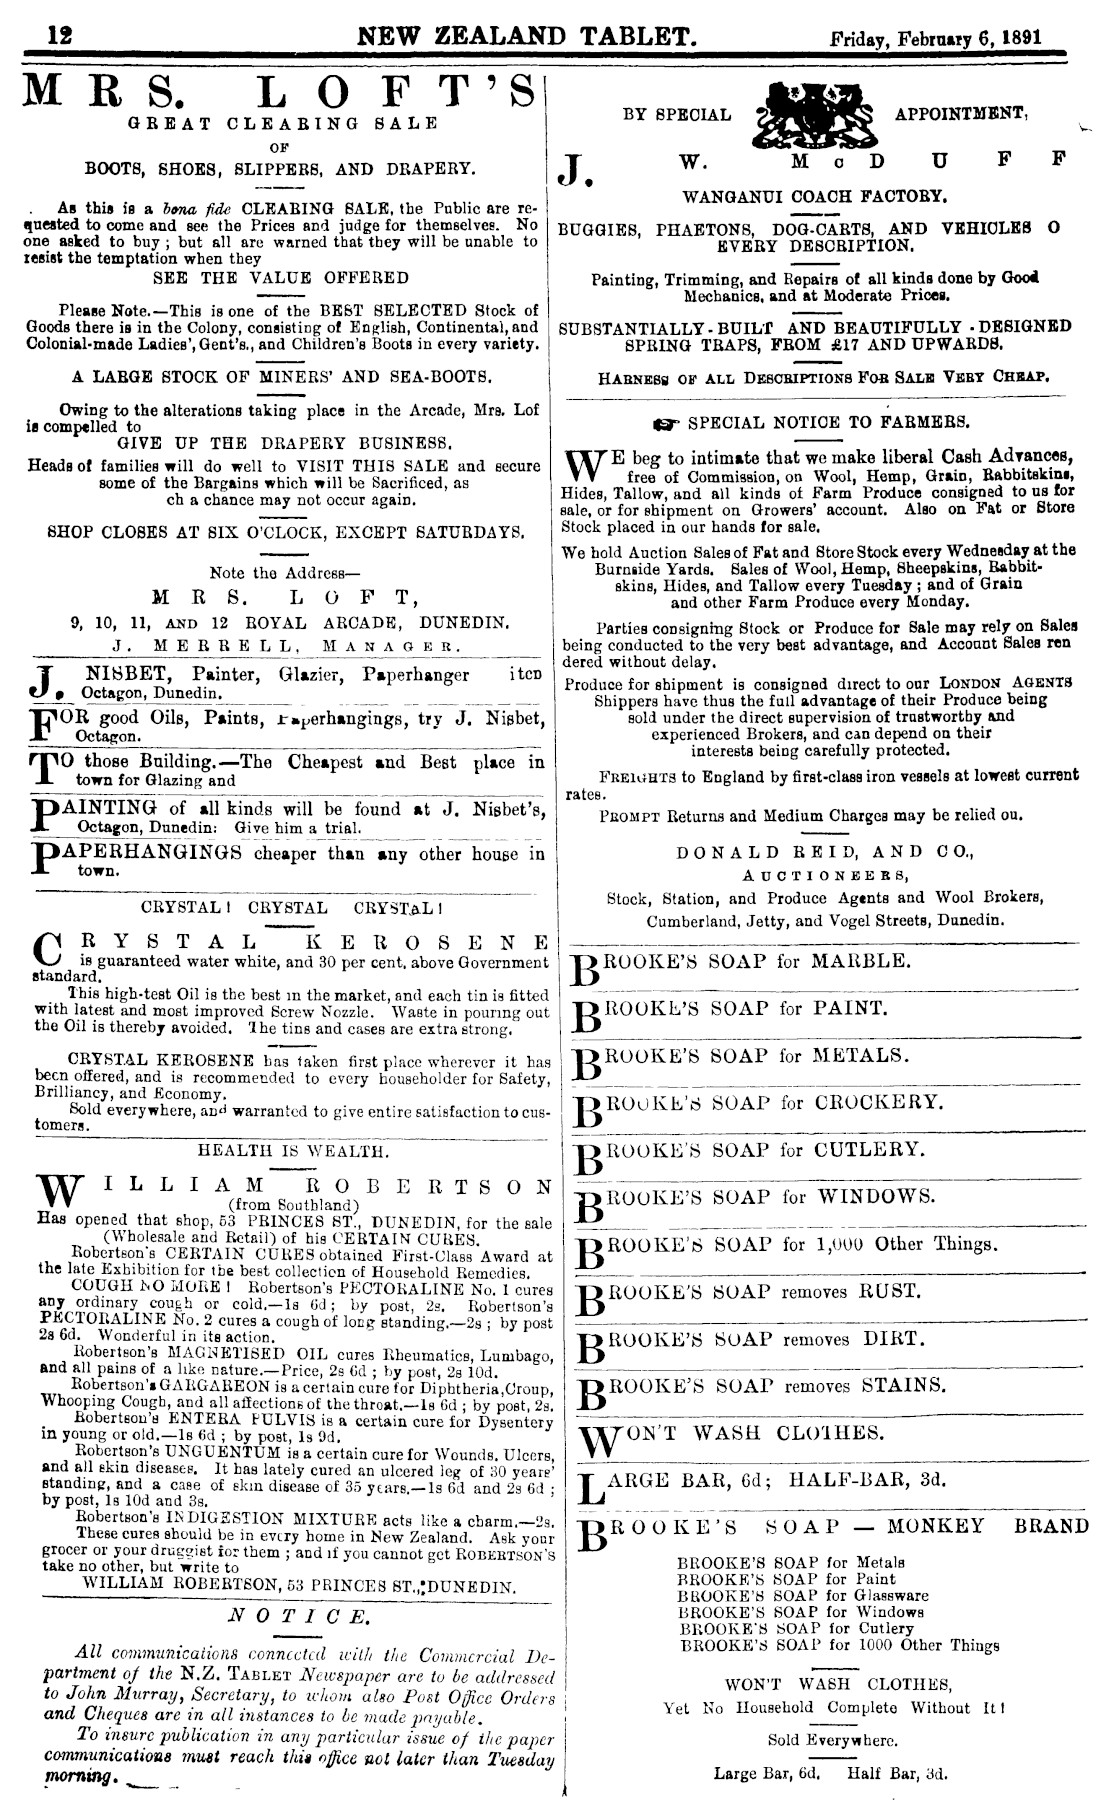 12
NEW ZEALAND TABLET.
Friday, February 6, 1891
MRS. LOFT'S
GREAT CLEARING SALE
OF
BOOTS, SHOES, SLIPPERS, AND DRAPERY.
As this is a bona fide CLEARING SALE, the Public are re-
quested to come and see the Prices and judge for themselves. No
one asked to buy; but all are warned that they will be unable to
resist the temptation when they
SEE THE VALUE OFFERED
Please Note.—This is one of the BEST SELECTED Stock of
Goods there is in the Colony, consisting of English, Continental, and
Colonial-made Ladies', Gent's., and Children's Boots in every variety.
A LARGE STOCK OF MINERS' AND SEA-BOOTS.
Owing to the alterations taking place in the Arcade, Mrs. Lof
is compelled to
GIVE UP THE DRAPERY BUSINESS.
Heads of families will do well to VISIT THIS SALE and secure
some of the Bargains which will be Sacrificed, as
ch a chance may not occur again.
SHOP CLOSES AT SIX O'CLOCK, EXCEPT SATURDAYS.
Note the Address—
MRS. LOFT,
9, 10, 11, AND 12 ROYAL ARCADE, DUNEDIN.
J. MERRELL, MANAGER.
J. NISBET, Painter, Glazier, Paperhanger
Octagon, Dunedin.
FOR good Oils, Paints, Paperhangings, try J. Nisbet,
Octagon.
TO those Building.—The Cheapest and Best place in
town for Glazing and
PAINTING of all kinds will be found at J. Nisbet's,
Octagon, Dunedin: Give him a trial.
PAPERHANGINGS cheaper than any other house in
town.
CRYSTAL! CRYSTAL CRYSTAL!
CRYSTAL KEROSENE
is guaranteed water white, and 30 per cent. above Government
standard.
This high-test Oil is the best in the market, and each tin is fitted
with latest and most improved Screw Nozzle. Waste in pouring out
the Oil is thereby avoided. The tins and cases are extra strong.
CRYSTAL KEROSENE has taken first place wherever it has
been offered, and is recommended to every householder for Safety,
Brilliancy, and Economy.
Sold everywhere, and warranted to give entire satisfaction to cus-
tomers.
HEALTH IS WEALTH.
WILLIAM ROBERTSON
(from Southland)
Has opened that shop, 53 PRINCES ST., DUNEDIN, for the sale
(Wholesale and Retail) of his CERTAIN CURES.
Robertson's CERTAIN CURES obtained First-Class Award at
the late Exhibition for the best collection of Household Remedies.
COUGH NO MORE! Robertson's PECTORALINE No. 1 cures
any ordinary cough or cold.—1s 6d; by post, 2s. Robertson's
PECTORALINE No. 2 cures a cough of long standing.—2s; by post
2s 6d. Wonderful in its action.
Robertson's MAGNETISED OIL cures Rheumatics, Lumbago,
and all pains of a like nature.—Price, 2s 6d; by post, 2s 10d.
Robertson's GARGAREON is a certain cure for Diphtheria, Croup,
Whooping Cough, and all affections of the throat.—1s 6d; by post, 2s.
Robertson's ENTERA PULVIS is a certain cure for Dysentery
in young or old.—1s 6d; by post, 1s 9d.
Robertson's UNGUENTUM is a certain cure for Wounds, Ulcers,
and all skin diseases. It has lately cured an ulcered leg of 30 years'
standing, and a case of skin disease of 35 years.—1s 6d and 2s 6d;
by post, 1s 10d and 3s.
Robertson's INDIGESTION MIXTURE acts like a charm.—2s.
These cures should be in every home in New Zealand. Ask your
grocer or your druggist for them; and if you cannot get ROBERTSON'S
take no other, but write to
WILLIAM ROBERTSON, 53 PRINCES ST., DUNEDIN.
NOTICE.
All communications connected with the Commercial De-
partment of the N.Z. TABLET Newspaper are to be addressed
to John Murray, Secretary, to whom also Post Office Orders
and Cheques are in all instances to be made payable.
To insure publication in any particular issue of the paper
communications must reach this office not later than Tuesday
morning.
BY SPECIAL APPOINTMENT,
J. W. McDUFF
WANGANUI COACH FACTORY.
BUGGIES, PHAETONS, DOG-CARTS, AND VEHICLES O
EVERY DESCRIPTION.
Painting, Trimming, and Repairs of all kinds done by Good
Mechanics, and at Moderate Prices.
SUBSTANTIALLY-BUILT AND BEAUTIFULLY-DESIGNED
SPRING TRAPS, FROM £17 AND UPWARDS.
HARNESS OF ALL DESCRIPTIONS FOR SALE VERY CHEAP.
☛ SPECIAL NOTICE TO FARMERS.
WE beg to intimate that we make liberal Cash Advances,
free of Commission, on Wool, Hemp, Grain, Rabbitskins,
Hides, Tallow, and all kinds of Farm Produce consigned to us for
sale, or for shipment on Growers' account. Also on Fat or Store
Stock placed in our hands for sale.
We hold Auction Sales of Fat and Store Stock every Wednesday at the
Burnside Yards. Sales of Wool, Hemp, Sheepskins, Rabbit-
skins, Hides, and Tallow every Tuesday; and of Grain
and other Farm Produce every Monday.
Parties consigning Stock or Produce for Sale may rely on Sales
being conducted to the very best advantage, and Account Sales ren
dered without delay.
Produce for shipment is consigned direct to our LONDON AGENTS
Shippers have thus the full advantage of their Produce being
sold under the direct supervision of trustworthy and
experienced Brokers, and can depend on their
interests being carefully protected.
FREIGHTS to England by first-class iron vessels at lowest current
rates.
PROMPT Returns and Medium Charges may be relied on.
DONALD REID, AND CO.,
AUCTIONEERS,
Stock, Station, and Produce Agents and Wool Brokers,
Cumberland, Jetty, and Vogel Streets, Dunedin.
BROOKE'S SOAP for MARBLE.
BROOKE'S SOAP for PAINT.
BROOKE'S SOAP for METALS.
BROOKE'S SOAP for CROCKERY.
BROOKE'S SOAP for CUTLERY.
BROOKE'S SOAP for WINDOWS.
BROOKE'S SOAP for 1,000 Other Things.
BROOKE'S SOAP removes RUST.
BROOKE'S SOAP removes DIRT.
BROOKE'S SOAP removes STAINS.
WON'T WASH CLOTHES.
LARGE BAR, 6d; HALF-BAR, 3d.
BROOKE'S SOAP — MONKEY BRAND
BROOKE'S SOAP for Metals
BROOKE'S SOAP for Paint
BROOKE'S SOAP for Glassware
BROOKE'S SOAP for Windows
BROOKE'S SOAP for Cutlery
BROOKE'S SOAP for 1000 Other Things
WON'T WASH CLOTHES,
Yet No Household Complete Without It!
Sold Everywhere.
Large Bar, 6d. Half Bar, 3d.